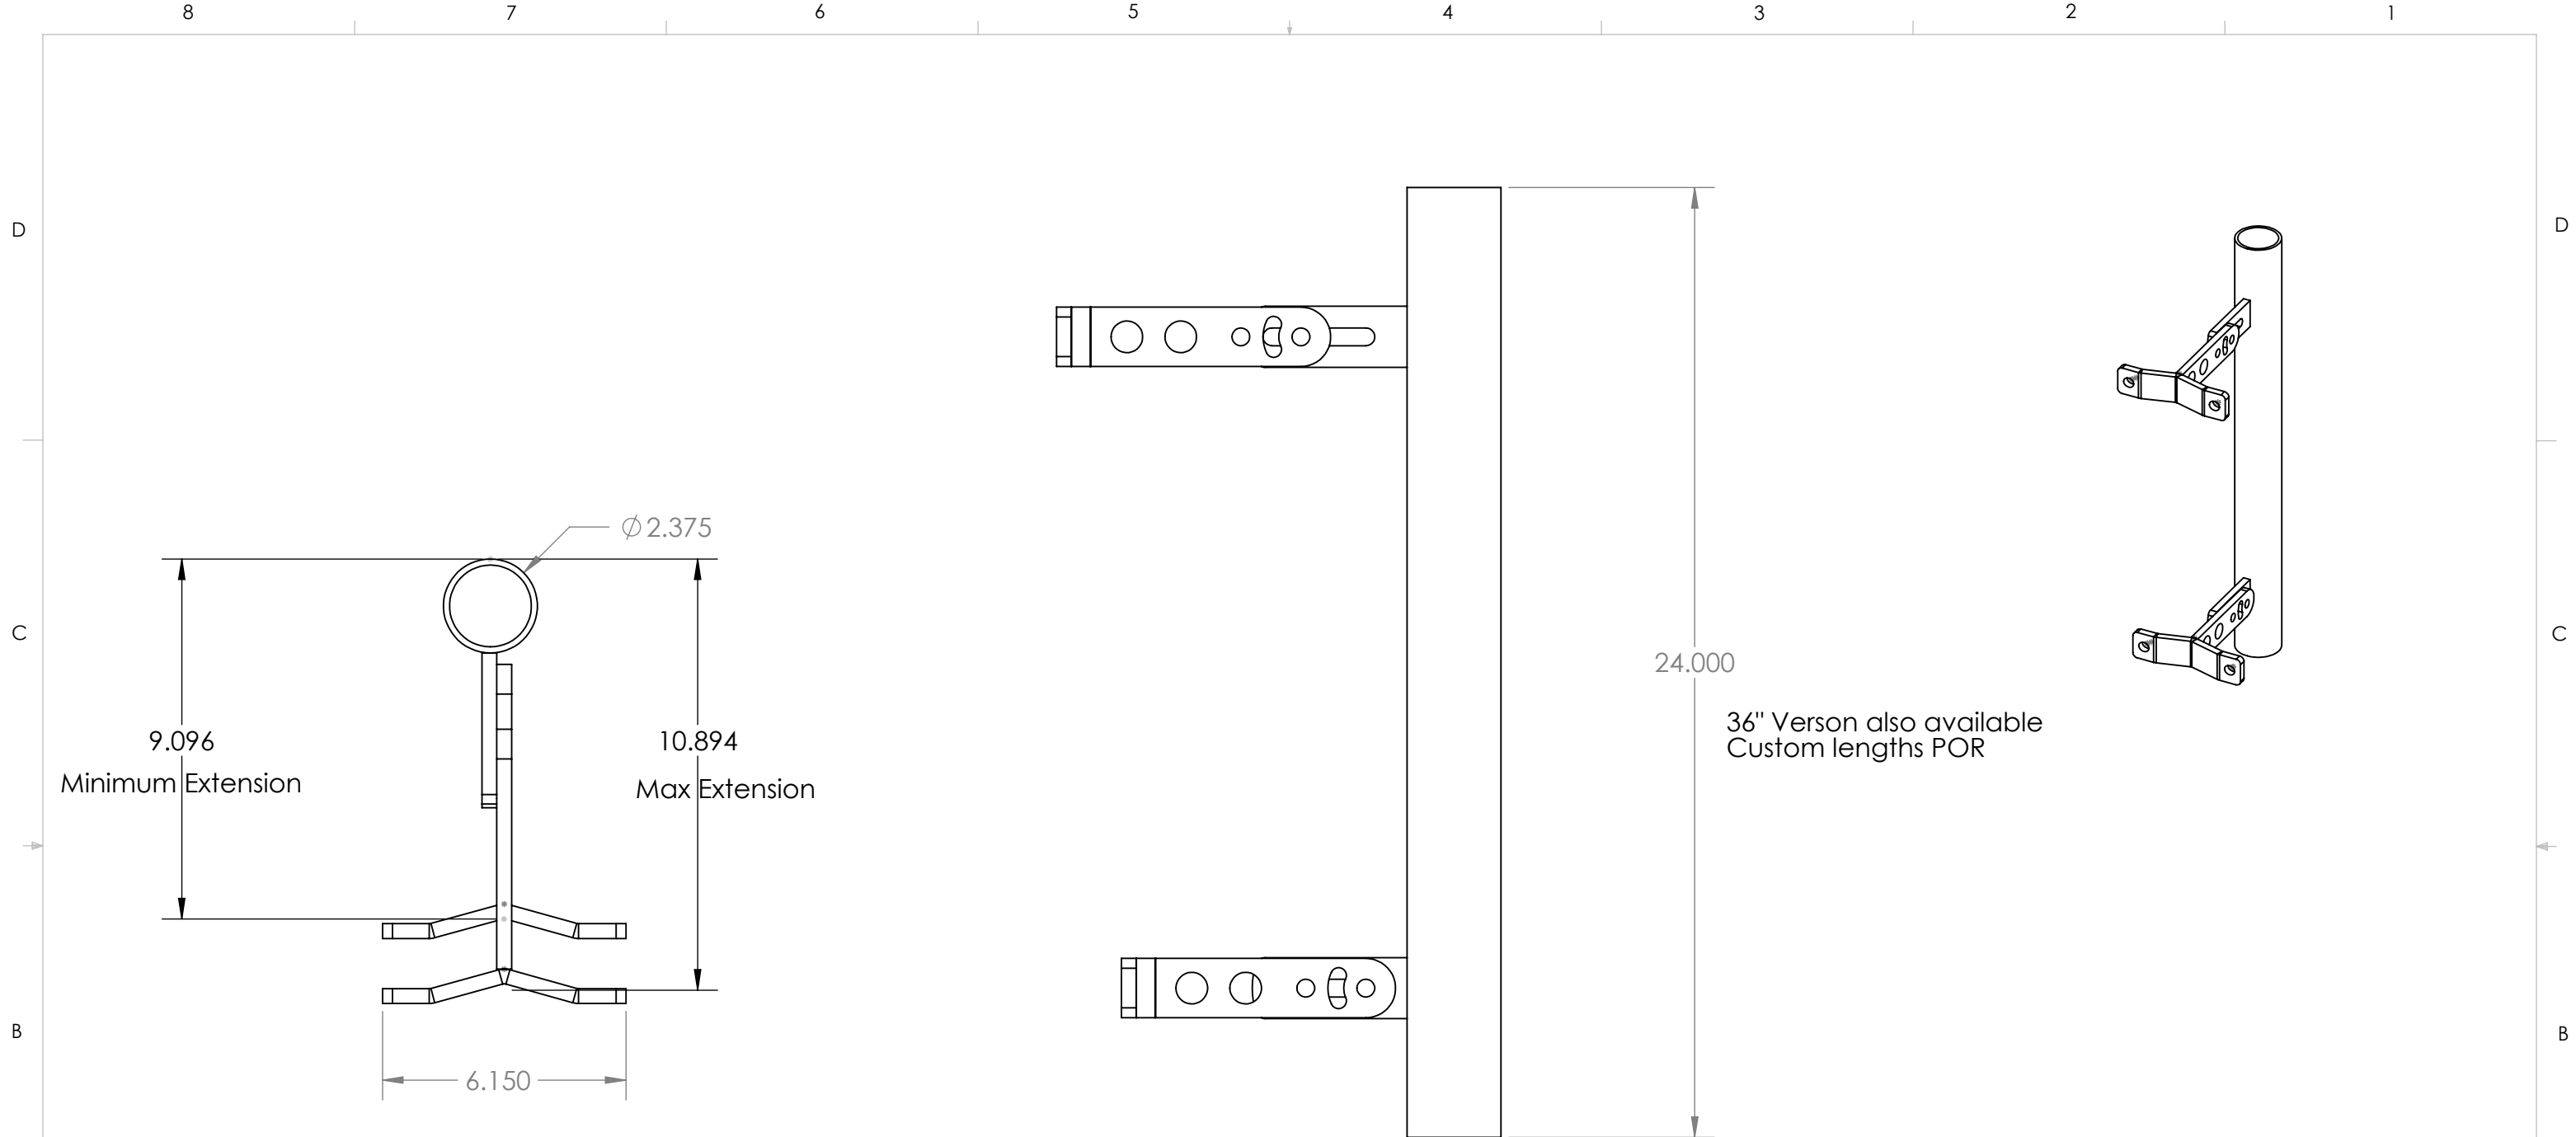 8 7 6 5 4 3 2 1
D D
Ø2.375
C C
24.000
36" Verson also available
Custom lengths POR
9.096 10.894
Minimum Extension Max Extension
B B
6.150